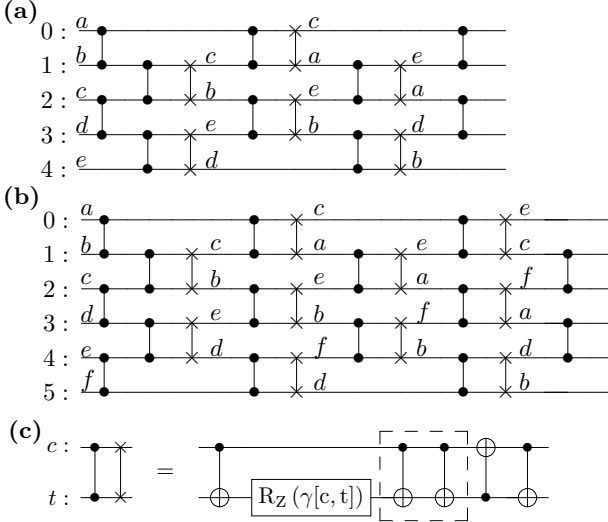 (a)
0 : a c
1 : b c a e
2 : c b e a
3 : d e b d
4 : e d b
(b)
0 : a c e
1 : b c a e c
2 : c b e a f
3 : d e b f a
4 : e d f b d
5 : f d b
(c)
c :
t : = R_Z (γ[c, t])